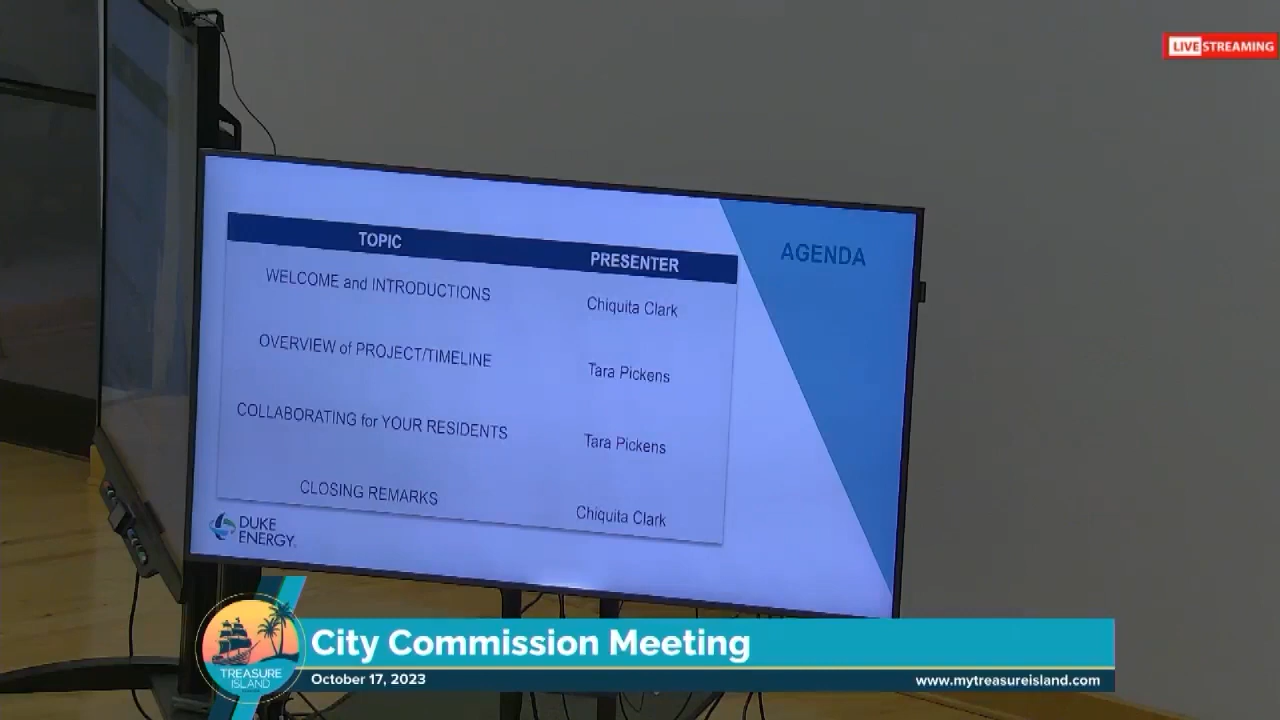 LIVE STREAMING
AGENDA
TOPIC PRESENTER
WELCOME and INTRODUCTIONS Chiquita Clark
OVERVIEW of PROJECT/TIMELINE Tara Pickens
COLLABORATING for YOUR RESIDENTS Tara Pickens
CLOSING REMARKS Chiquita Clark
DUKE
ENERGY
City Commission Meeting
TREASURE
ISLAND
October 17, 2023 www.mytreasureisland.com